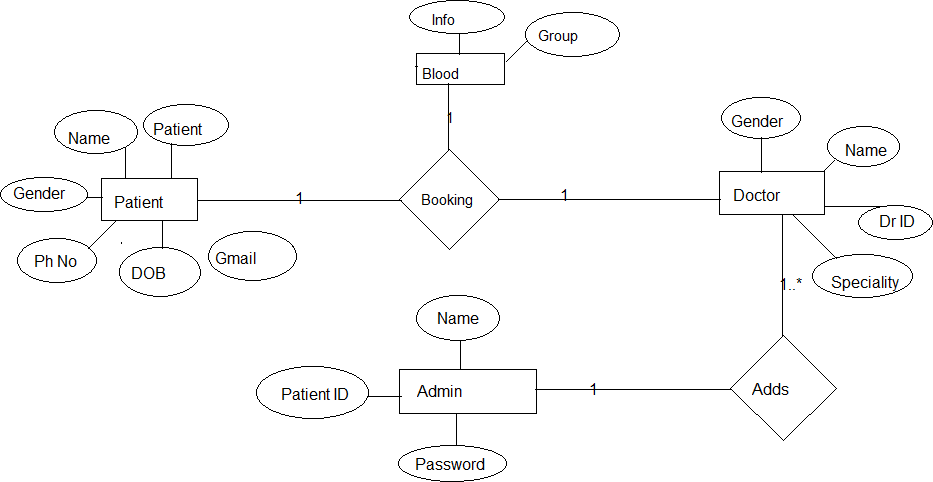 Info
Group
Blood
1
Gender
Name
Patient
Name
Gender
Patient
1
Booking
1
Doctor
Dr ID
Ph No
DOB
Gmail
Speciality
1..*
Name
Patient ID
Admin
1
Adds
Password